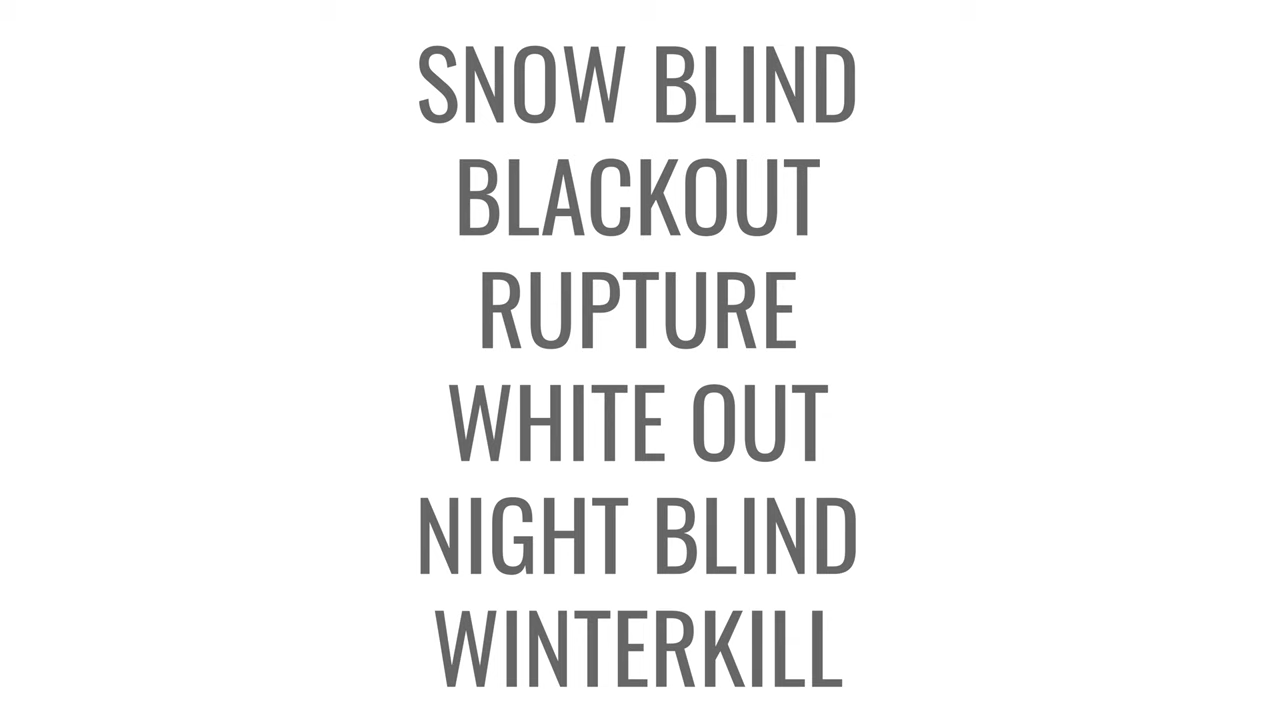 SNOW BLIND
BLACKOUT
RUPTURE
WHITE OUT
NIGHT BLIND
WINTERKILL